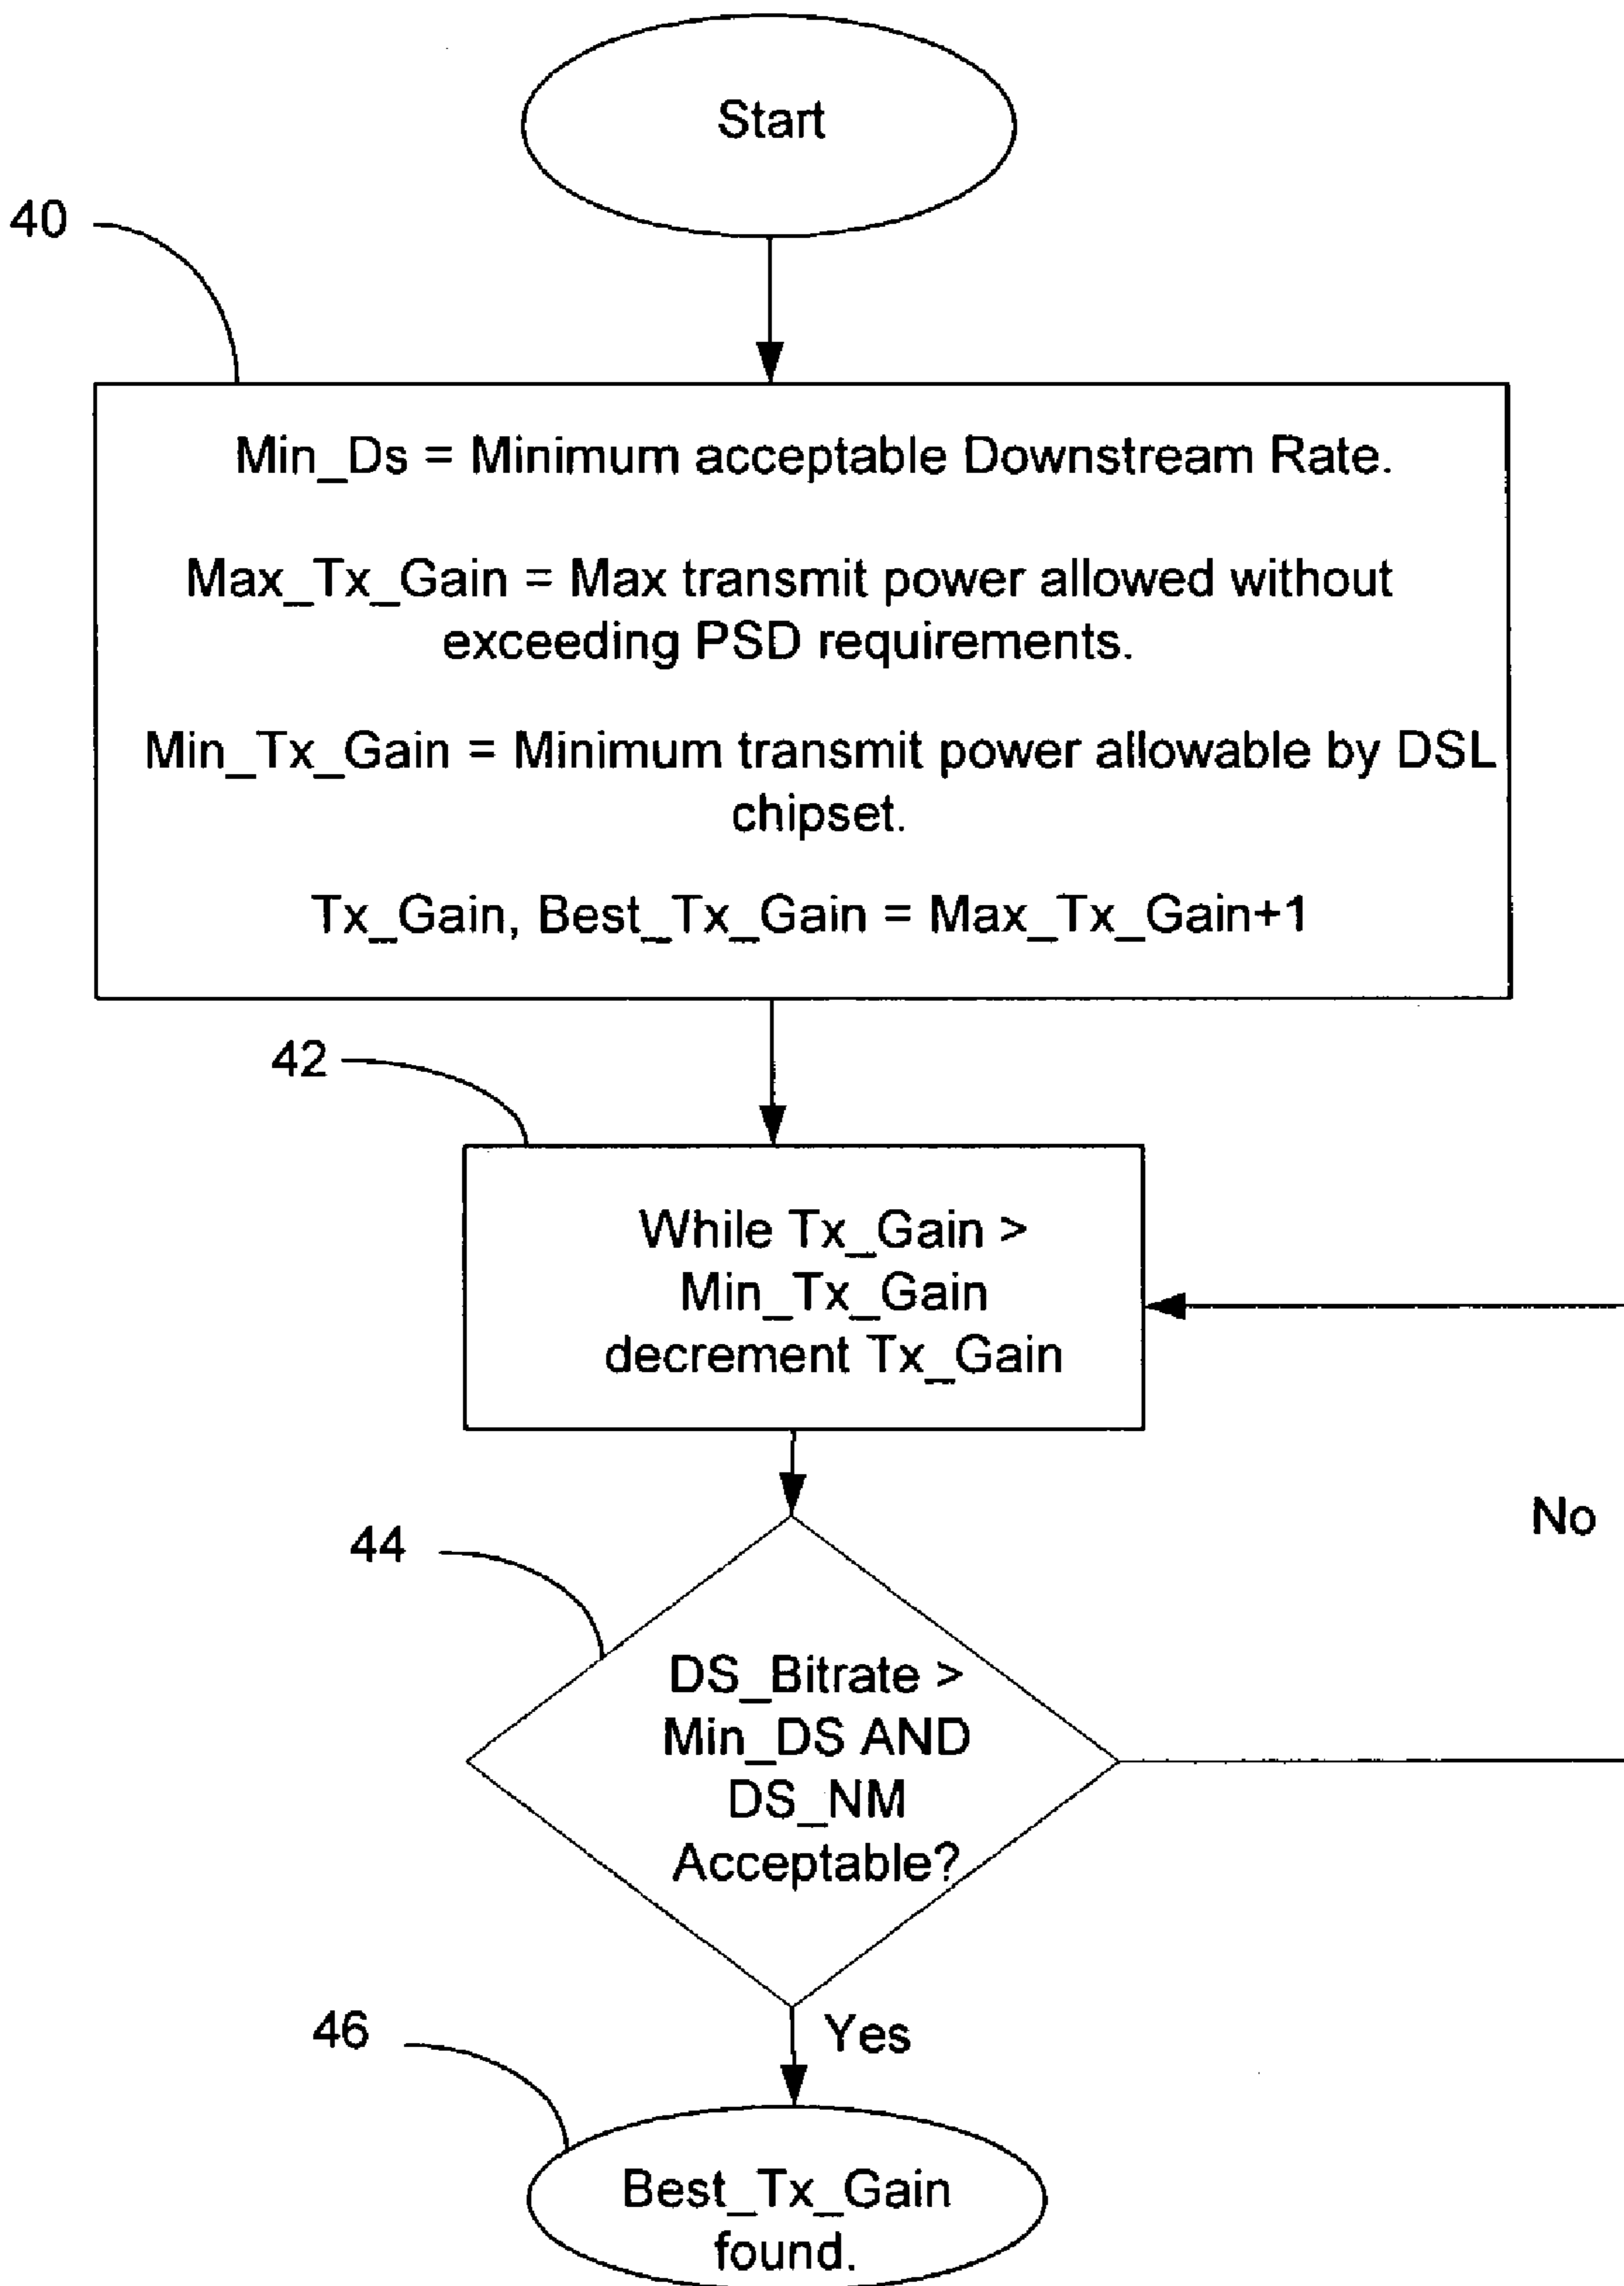 Start
40
Min_Ds = Minimum acceptable Downstream Rate.
Max_Tx_Gain = Max transmit power allowed without
exceeding PSD requirements.
Min_Tx_Gain = Minimum transmit power allowable by DSL
chipset.
Tx_Gain, Best_Tx_Gain = Max_Tx_Gain+1
42
While Tx_Gain >
Min_Tx_Gain
decrement Tx_Gain
No
44
DS_Bitrate >
Min_DS AND
DS_NM
Acceptable?
46
Yes
Best_Tx_Gain
found.